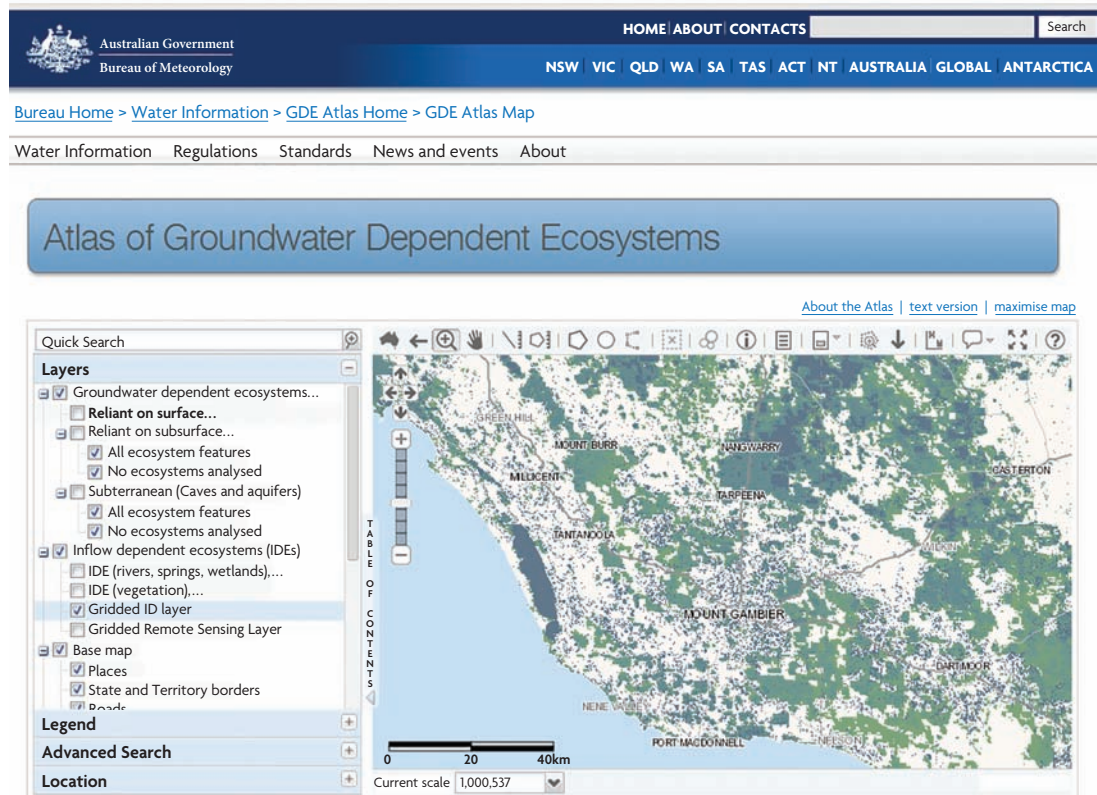 HOME ABOUT CONTACTS
Search
Australian Government
Bureau of Meteorology
NSW VIC QLD WA SA TAS ACT NT AUSTRALIA GLOBAL ANTARCTICA
Bureau Home > Water Information > GDE Atlas Home > GDE Atlas Map
Water Information Regulations Standards News and events About
Atlas of Groundwater Dependent Ecosystems
About the Atlas | text version | maximise map
Quick Search
Layers
Groundwater dependent ecosystems...
Reliant on surface...
Reliant on subsurface...
All ecosystem features
No ecosystems analysed
Subterranean (Caves and aquifers)
All ecosystem features
No ecosystems analysed
Inflow dependent ecosystems (IDEs)
IDE (rivers, springs, wetlands),...
IDE (vegetation),...
Gridded ID layer
Gridded Remote Sensing Layer
Base map
Places
State and Territory borders
Roads
Legend
Advanced Search
Location
TABLE OF CONTENTS
GREEN HILL
MOUNT BURR
NANGWARRY
MILLICENT
CASTERTON
TARPEENA
TANTANOOLA
MOUNT GAMBIER
DARTMOOR
NENE VALLEY
PORT MACDONNELL
NELSON
0 20 40km
Current scale 1,000,537